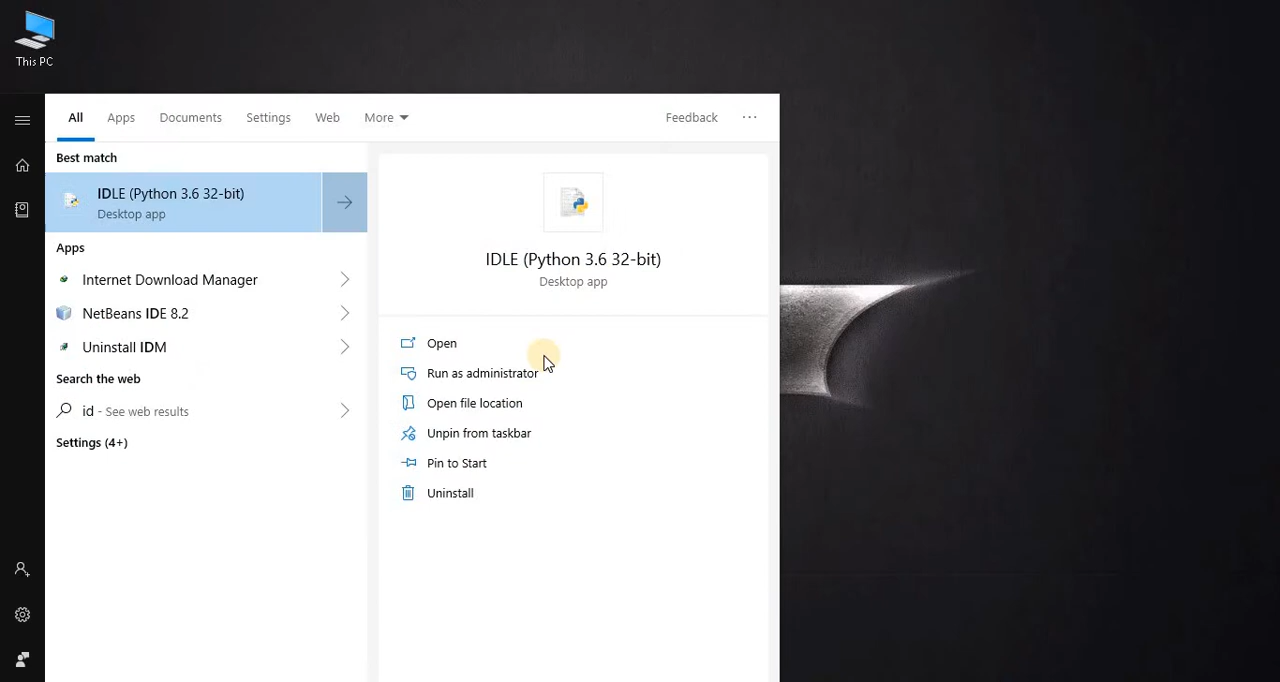 This PC
All Apps Documents Settings Web More Feedback ...
Best match
IDLE (Python 3.6 32-bit)
Desktop app
Apps
Internet Download Manager
NetBeans IDE 8.2
Uninstall IDM
Search the web
id - See web results
Settings (4+)
IDLE (Python 3.6 32-bit)
Desktop app
Open
Run as administrator
Open file location
Unpin from taskbar
Pin to Start
Uninstall